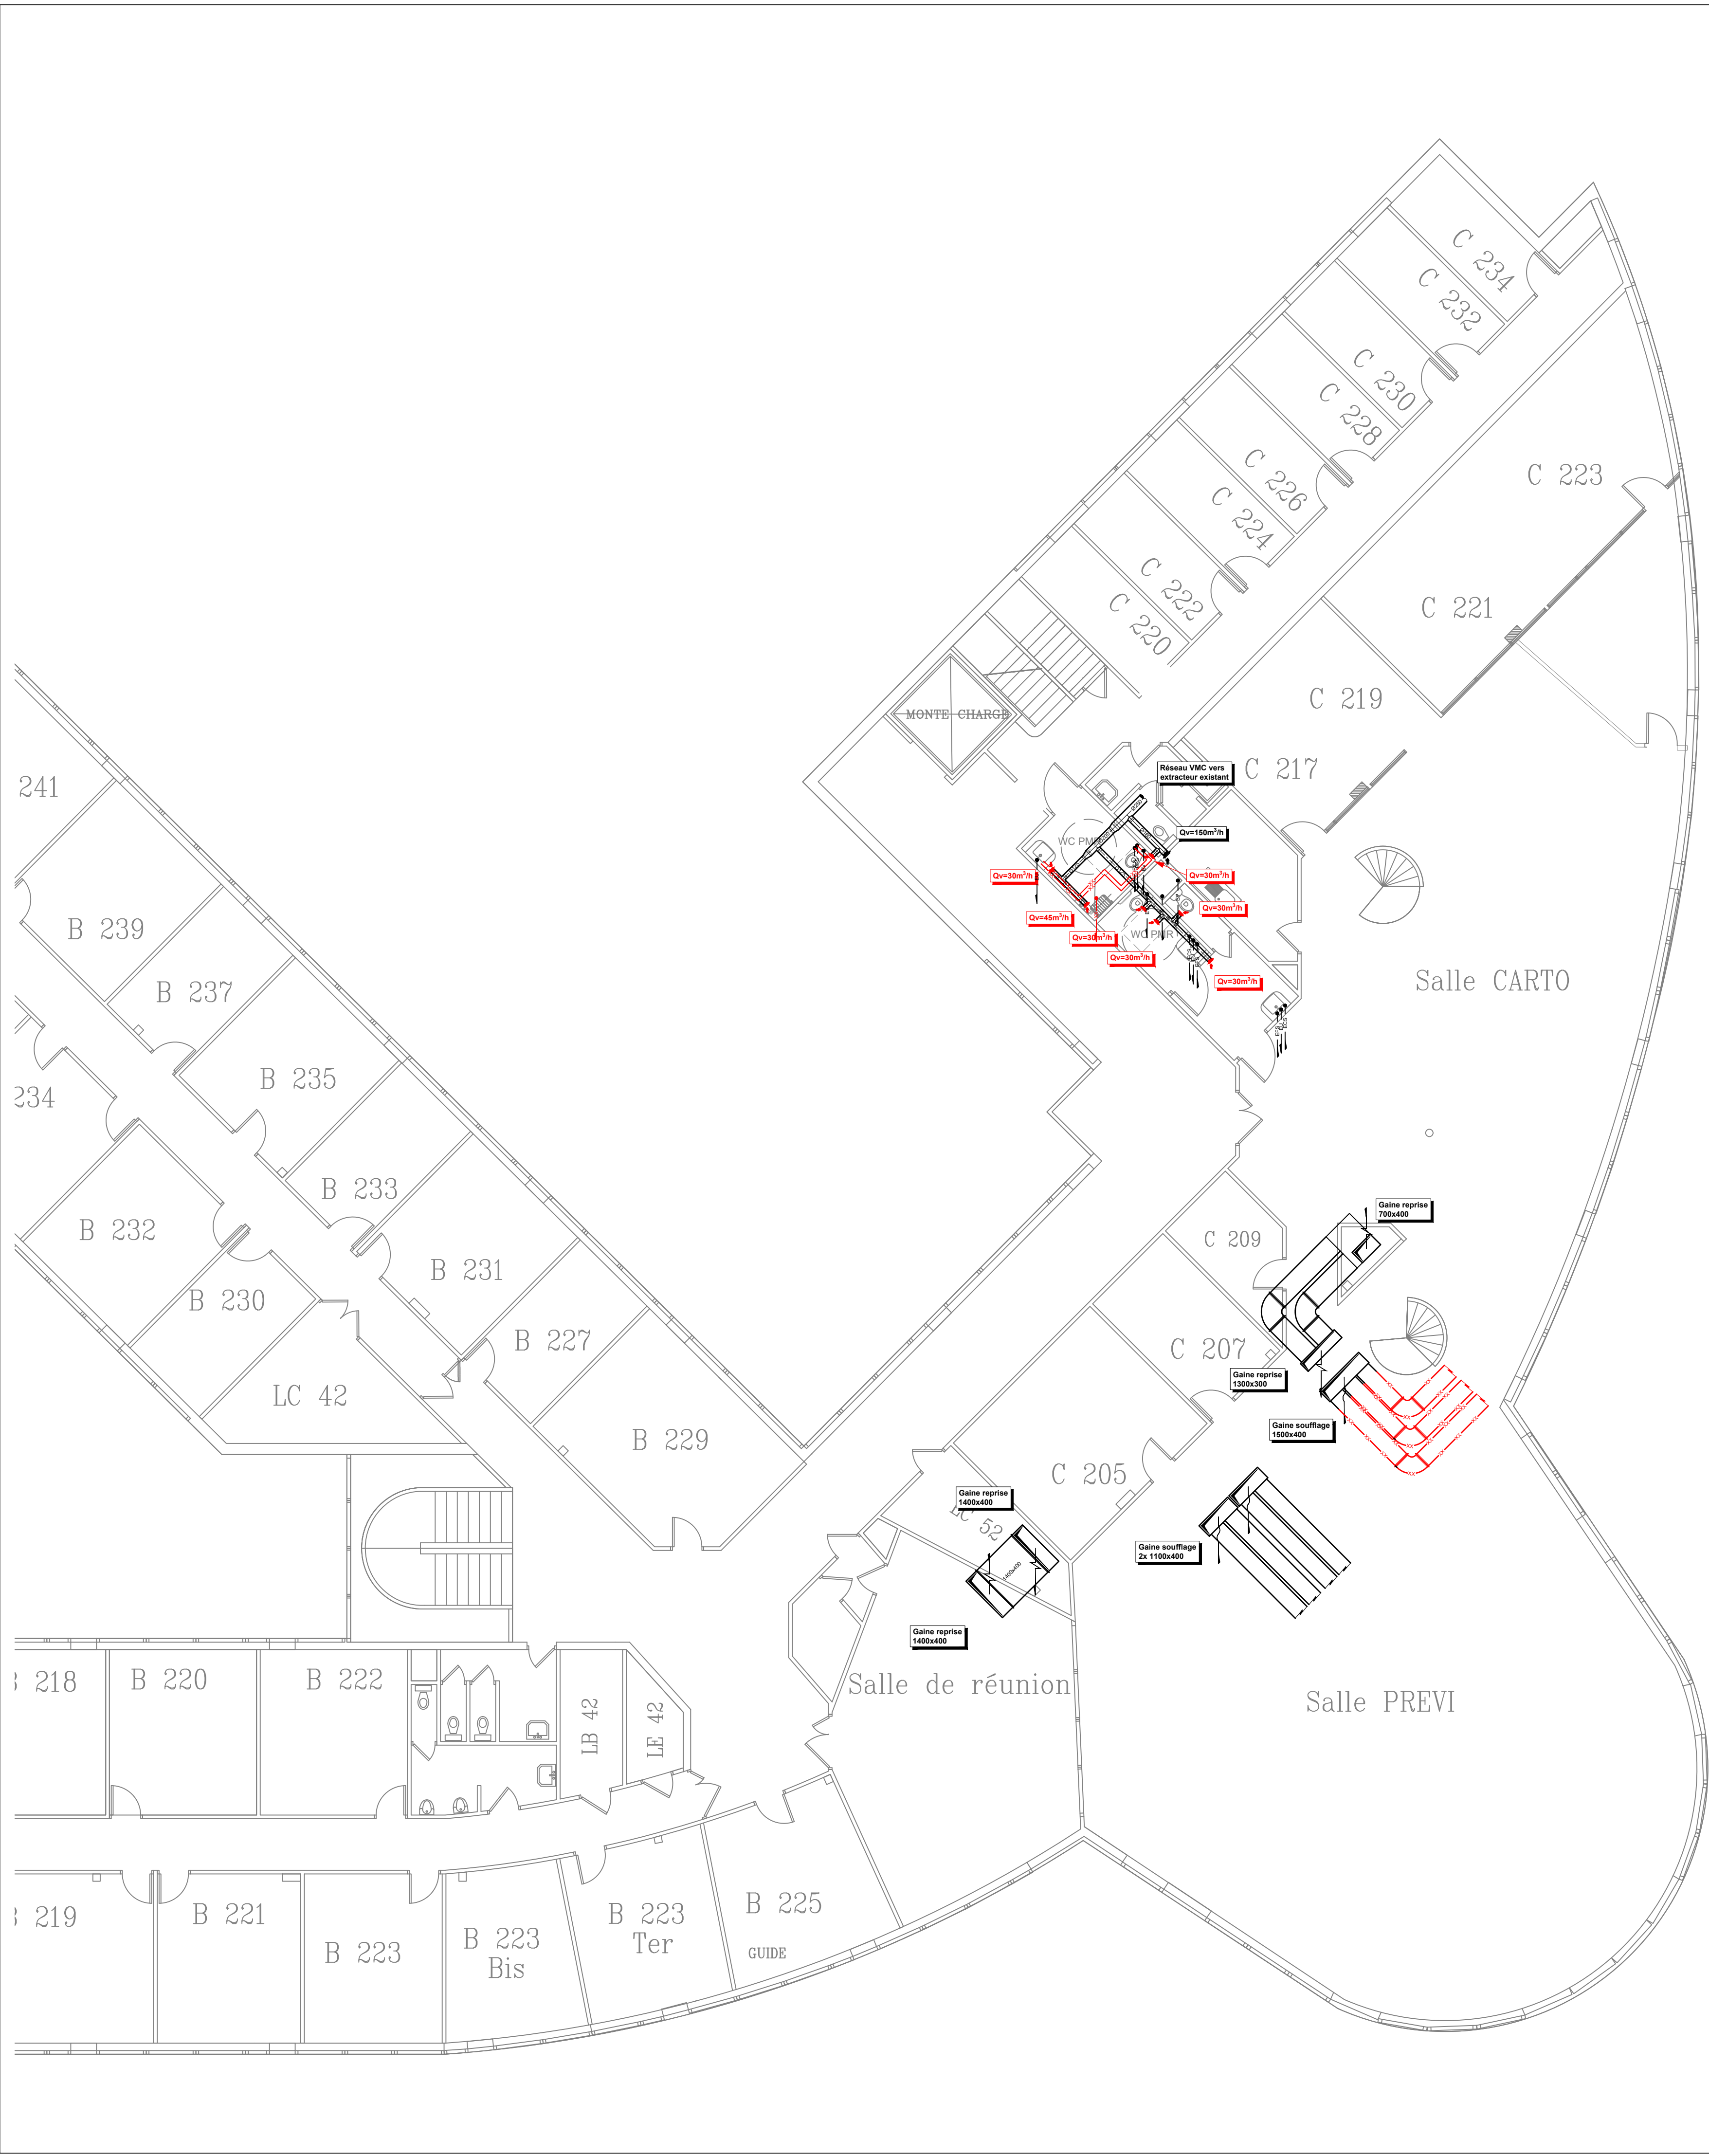 C 234
C 232
C 230
C 228
C 226
C 224
C 222
C 220
C 223
C 221
C 219
C 217
MONTE CHARGE
Réseau VMC vers
extracteur existant
Qv=150m³/h
WC PMR
Qv=30m³/h
Qv=30m³/h
Qv=45m³/h
Qv=30m³/h
Qv=30m³/h
WC PMR
Qv=30m³/h
Qv=30m³/h
Salle CARTO
241
B 239
B 237
B 235
234
B 233
B 232
B 231
B 230
B 227
LC 42
B 229
C 209
Gaine reprise
700x400
C 207
Gaine reprise
1300x300
Gaine soufflage
1500x400
C 205
Gaine reprise
1400x400
LC 52
1400x400
Gaine soufflage
2x 1100x400
Gaine reprise
1400x400
Salle de réunion
Salle PREVI
B 218
B 220
B 222
LB 42
LE 42
B 219
B 221
B 223
B 223
Bis
B 223
Ter
B 225
GUIDE